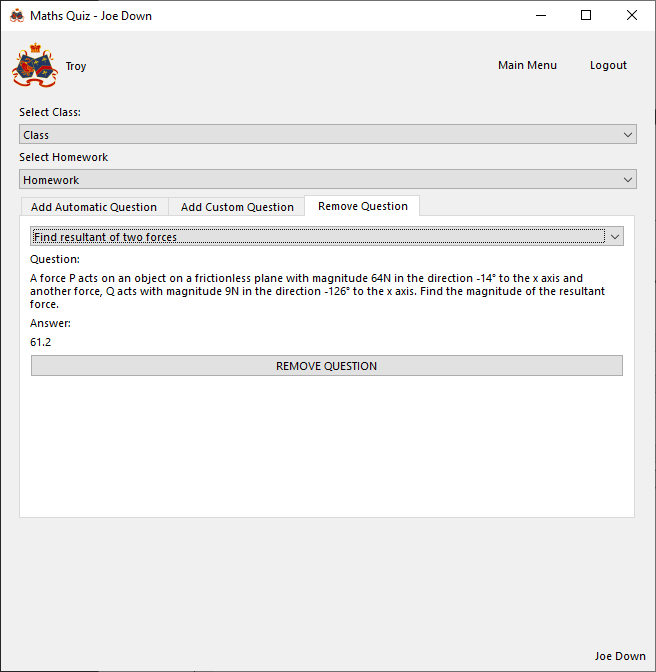 Maths Quiz - Joe Down
Troy
Main Menu
Logout
Select Class:
Class
Select Homework
Homework
Add Automatic Question
Add Custom Question
Remove Question
Find resultant of two forces
Question:
A force P acts on an object on a frictionless plane with magnitude 64N in the direction -14° to the x axis and
another force, Q acts with magnitude 9N in the direction -126° to the x axis. Find the magnitude of the resultant
force.
Answer:
61.2
REMOVE QUESTION
Joe Down